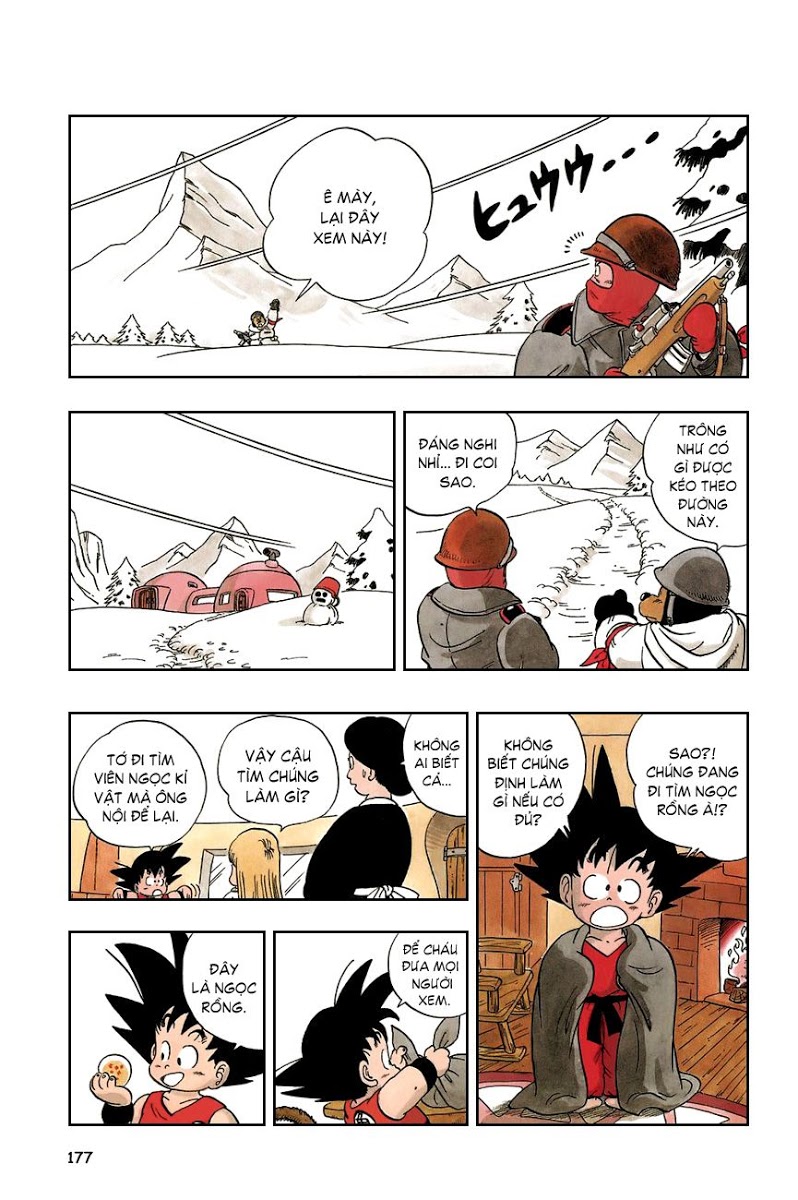 Ê MÀY,
LẠI ĐÂY
XEM NÀY!
ヒュウウ・・・
TRÔNG
NHƯ CÓ
GÌ ĐƯỢC
KÉO THEO
ĐƯỜNG
NÀY.
ĐÁNG NGHI
NHỈ... ĐI COI
SAO.
SAO?!
CHÚNG ĐANG
ĐI TÌM NGỌC
RỒNG À!?
KHÔNG
BIẾT CHÚNG
ĐỊNH LÀM
GÌ NẾU CÓ
ĐỦ?
KHÔNG
AI BIẾT
CẢ...
VẬY CẬU
TÌM CHÚNG
LÀM GÌ?
TỚ ĐI TÌM
VIÊN NGỌC KỈ
VẬT MÀ ÔNG
NỘI ĐỂ LẠI.
ĐỂ CHÁU
ĐƯA MỌI
NGƯỜI
XEM.
ĐÂY
LÀ NGỌC
RỒNG.
177